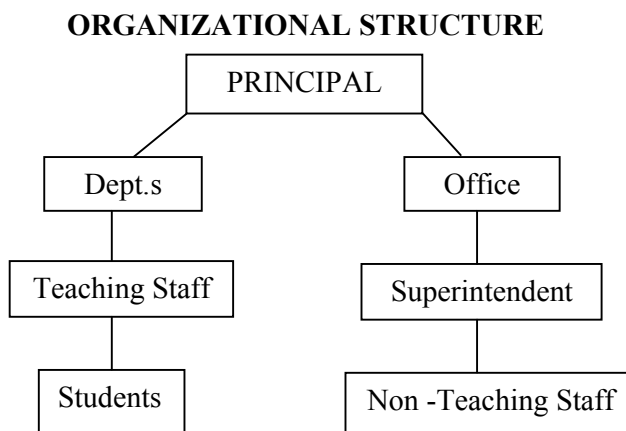 ORGANIZATIONAL STRUCTURE
PRINCIPAL
Dept.s
Office
Teaching Staff
Superintendent
Students
Non -Teaching Staff